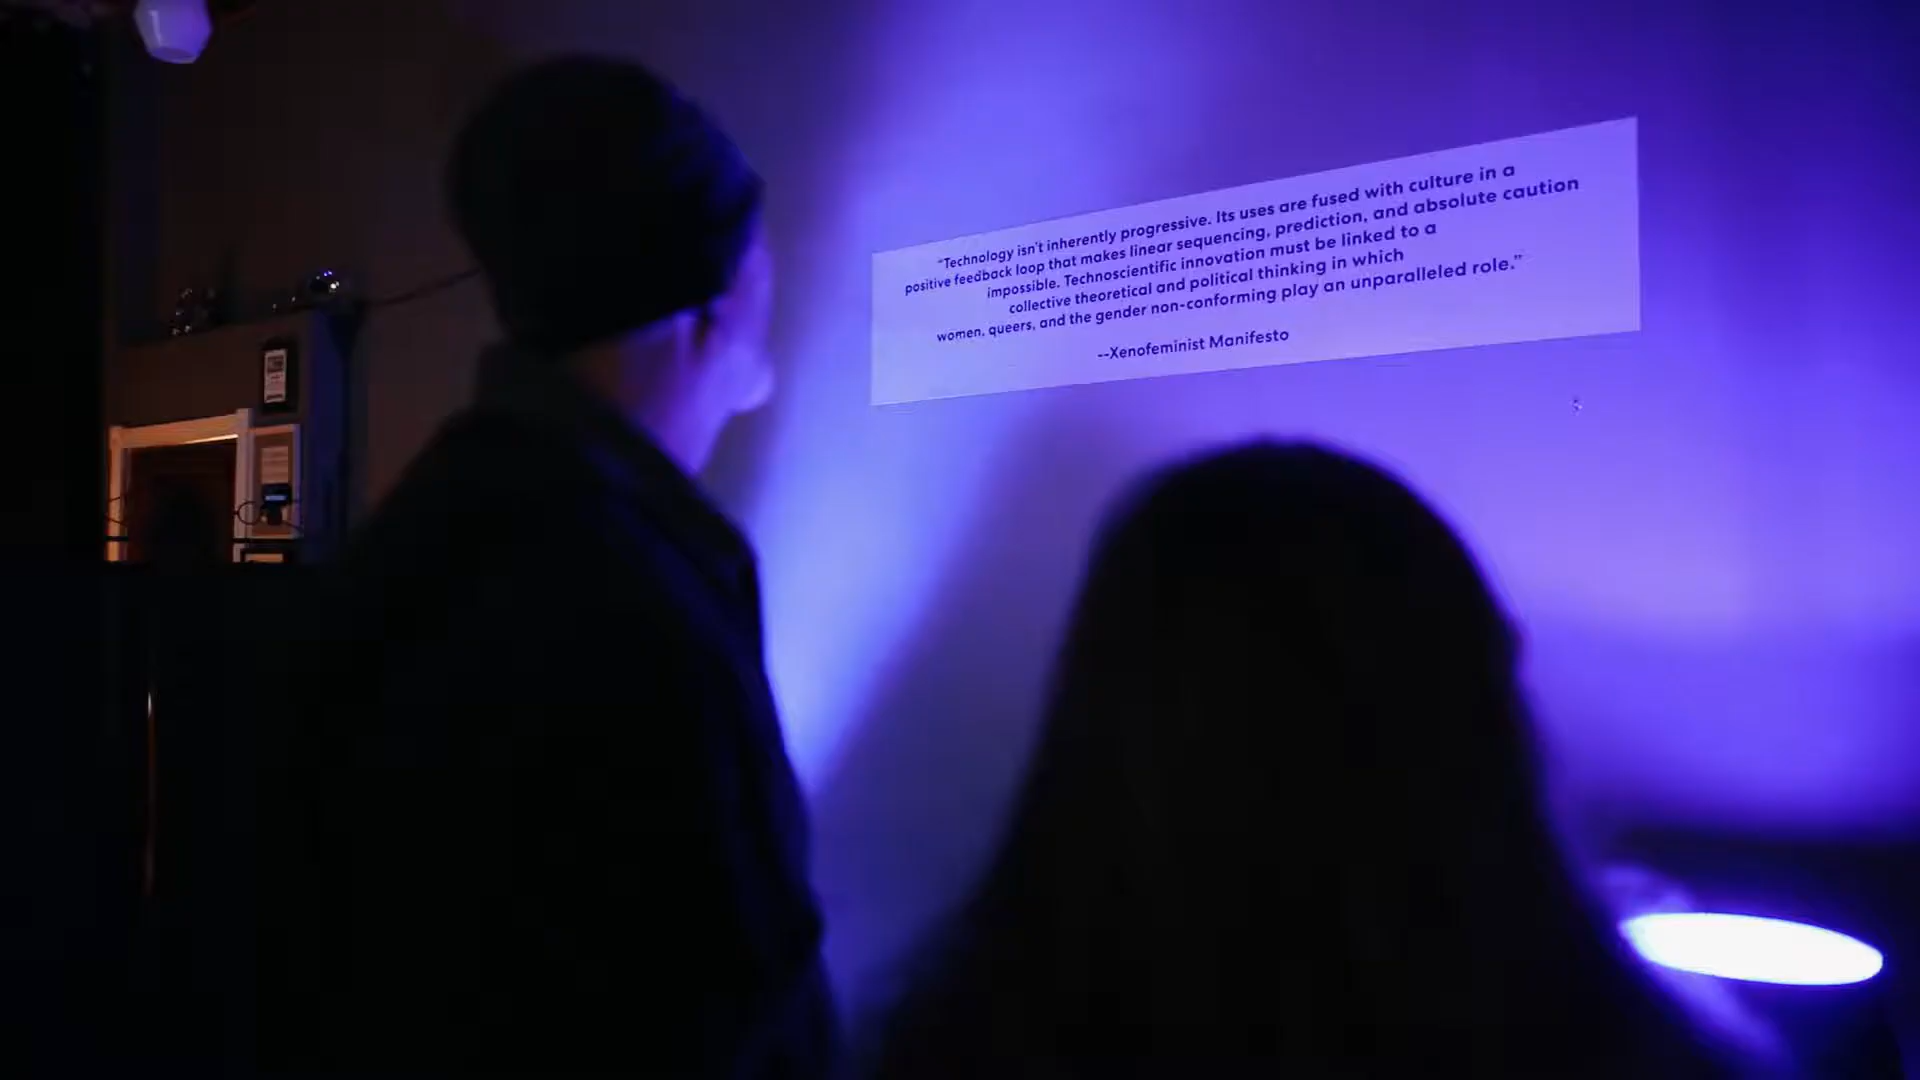 “Technology isn't inherently progressive. Its uses are fused with culture in a
positive feedback loop that makes linear sequencing, prediction, and absolute caution
impossible. Technoscientific innovation must be linked to a
collective theoretical and political thinking in which
women, queers, and the gender non-conforming play an unparalleled role.”
--Xenofeminist Manifesto